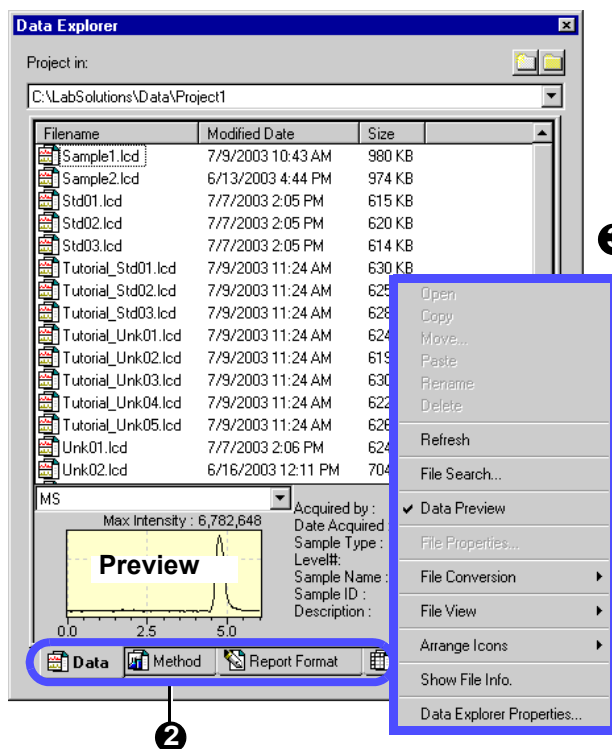 Data Explorer
Project in:
C:\LabSolutions\Data\Project1
Filename Modified Date Size
Sample1.lcd 7/9/2003 10:43 AM 980 KB
Sample2.lcd 6/13/2003 4:44 PM 974 KB
Std01.lcd 7/7/2003 2:05 PM 615 KB
Std02.lcd 7/7/2003 2:05 PM 620 KB
Std03.lcd 7/7/2003 2:05 PM 614 KB
Tutorial_Std01.lcd 7/9/2003 11:24 AM 630 KB
Tutorial_Std02.lcd 7/9/2003 11:24 AM 625
Tutorial_Std03.lcd 7/9/2003 11:24 AM 628
Tutorial_Unk01.lcd 7/9/2003 11:24 AM 624
Tutorial_Unk02.lcd 7/9/2003 11:24 AM 619
Tutorial_Unk03.lcd 7/9/2003 11:24 AM 630
Tutorial_Unk04.lcd 7/9/2003 11:24 AM 622
Tutorial_Unk05.lcd 7/9/2003 11:24 AM 626
Unk01.lcd 7/7/2003 2:06 PM 624
Unk02.lcd 6/16/2003 12:11 PM 704
MS
Max Intensity : 6,782,648
Preview
0.0 2.5 5.0
Acquired by :
Date Acquired :
Sample Type :
Level#:
Sample Name :
Sample ID :
Description :
Data Method Report Format
2
3
Open
Copy
Move...
Paste
Rename
Delete
Refresh
File Search...
✓ Data Preview
File Properties...
File Conversion
File View
Arrange Icons
Show File Info.
Data Explorer Properties...